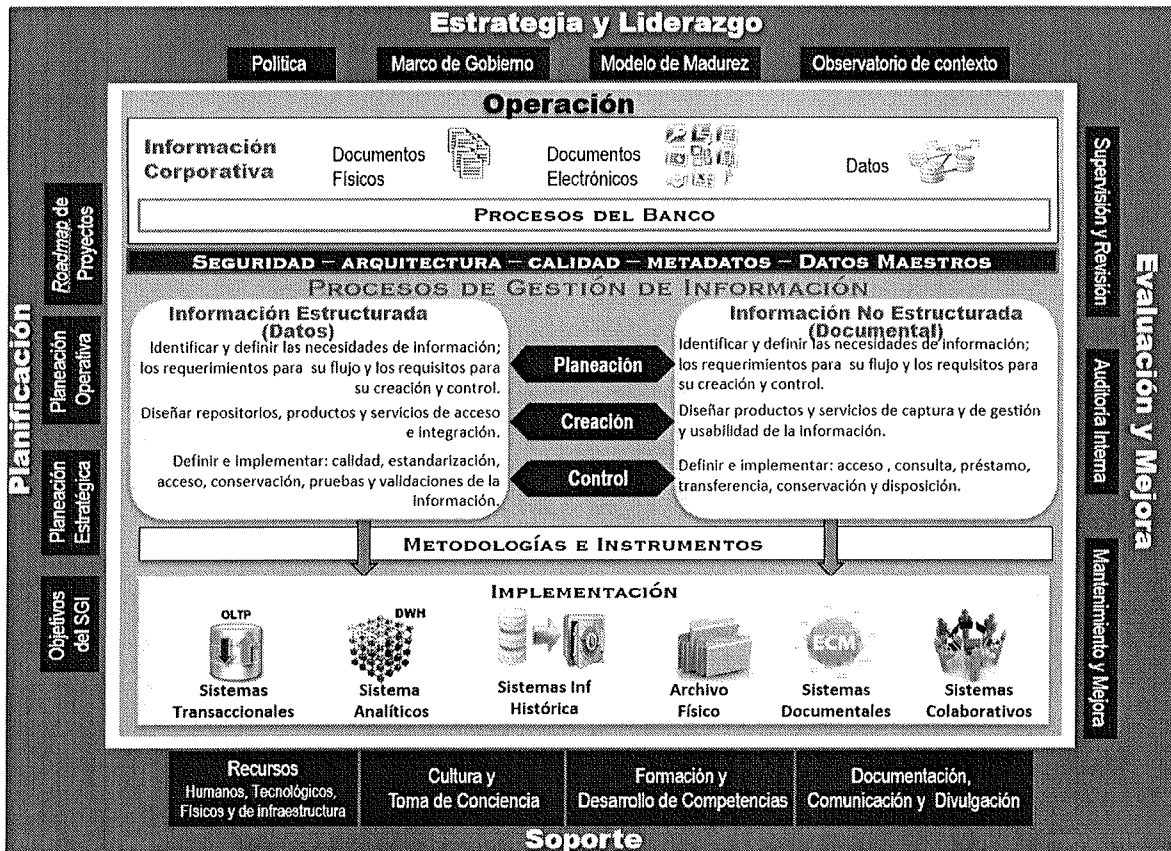 Estrategia y Liderazgo
Política
Marco de Gobierno
Modelo de Madurez
Observatorio de contexto
Operación
Información
Corporativa
Documentos
Físicos
Documentos
Electrónicos
Datos
PROCESOS DEL BANCO
SEGURIDAD – ARQUITECTURA – CALIDAD – METADATOS – DATOS MAESTROS
PROCESOS DE GESTIÓN DE INFORMACIÓN
Información Estructurada
(Datos)
Identificar y definir las necesidades de información;
los requerimientos para su flujo y los requisitos para
su creación y control.
Diseñar repositorios, productos y servicios de acceso
e integración.
Definir e implementar: calidad, estandarización,
acceso, conservación, pruebas y validaciones de la
información.
Planeación
Creación
Control
Información No Estructurada
(Documental)
Identificar y definir las necesidades de información;
los requerimientos para su flujo y los requisitos para
su creación y control.
Diseñar productos y servicios de captura y de gestión
y usabilidad de la información.
Definir e implementar: acceso , consulta, préstamo,
transferencia, conservación y disposición.
METODOLOGÍAS E INSTRUMENTOS
IMPLEMENTACIÓN
OLTP
Sistemas
Transaccionales
DWH
Sistema
Analíticos
Sistemas Inf
Histórica
Archivo
Físico
ECM
Sistemas
Documentales
Sistemas
Colaborativos
Planificación
Roadmap de
Proyectos
Planeación
Operativa
Planeación
Estratégica
Objetivos
del SGI
Evaluación y Mejora
Supervisión y Revisión
Auditoría Interna
Mantenimiento y Mejora
Recursos
Humanos, Tecnológicos,
Físicos y de infraestructura
Cultura y
Toma de Conciencia
Formación y
Desarrollo de Competencias
Documentación,
Comunicación y Divulgación
Soporte